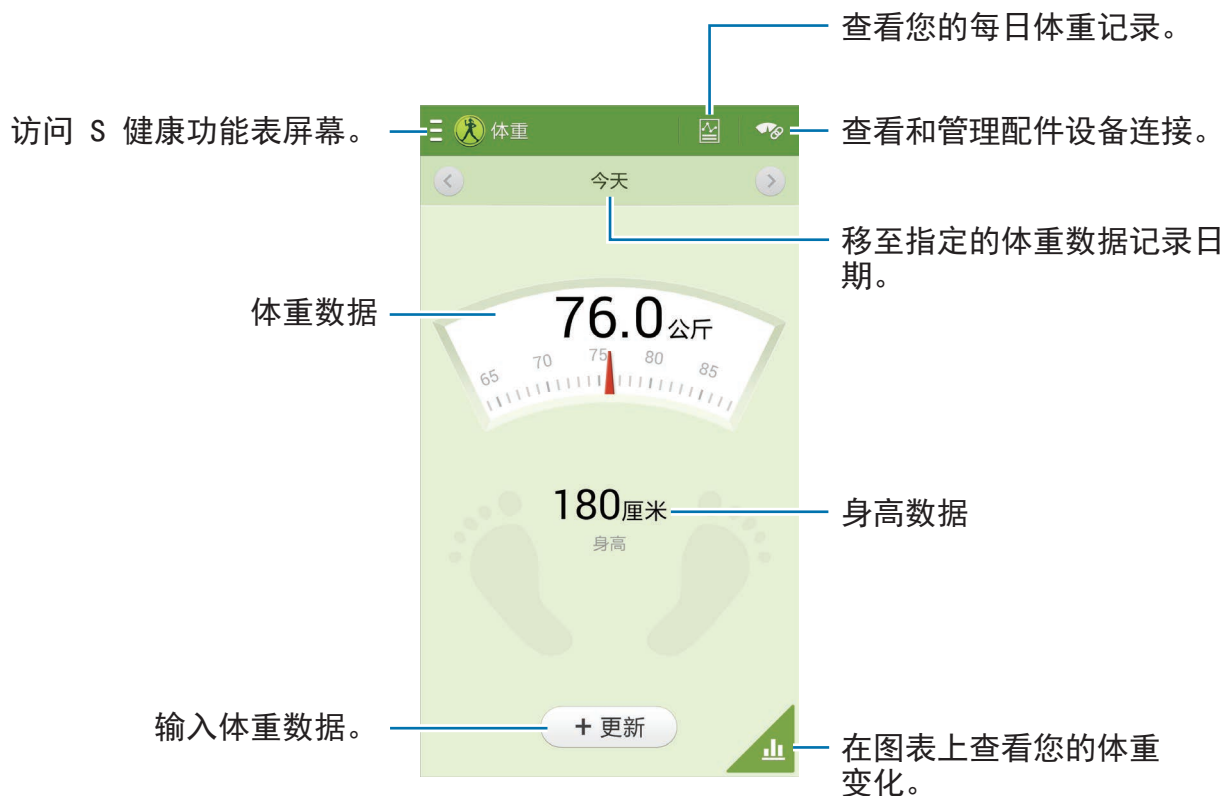 查看您的每日体重记录。
访问 S 健康功能表屏幕。
体重
查看和管理配件设备连接。
今天
移至指定的体重数据记录日
期。
体重数据
76.0公斤
65 70 75 80 85
180厘米
身高
身高数据
输入体重数据。
+ 更新
在图表上查看您的体重
变化。